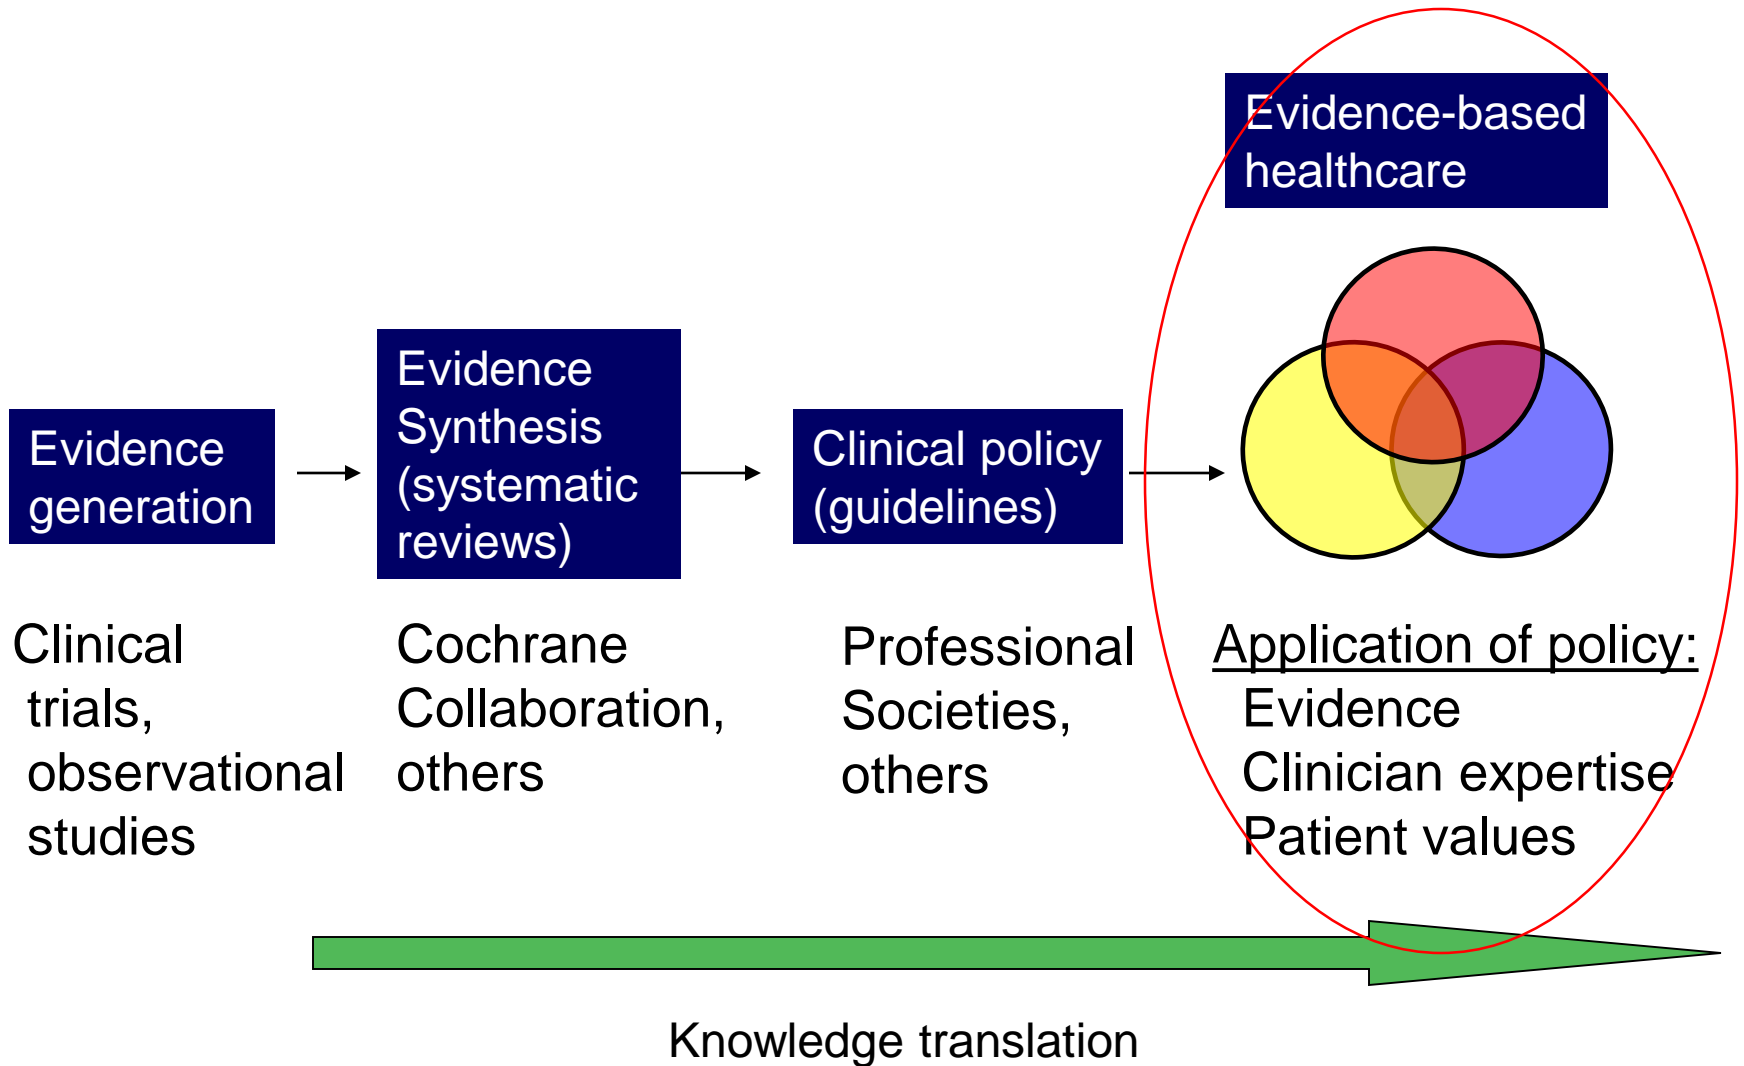 Evidence-based
healthcare
Evidence
generation
Evidence
Synthesis
(systematic
reviews)
Clinical policy
(guidelines)
Clinical
trials,
observational
studies
Cochrane
Collaboration,
others
Professional
Societies,
others
Application of policy:
Evidence
Clinician expertise
Patient values
Knowledge translation